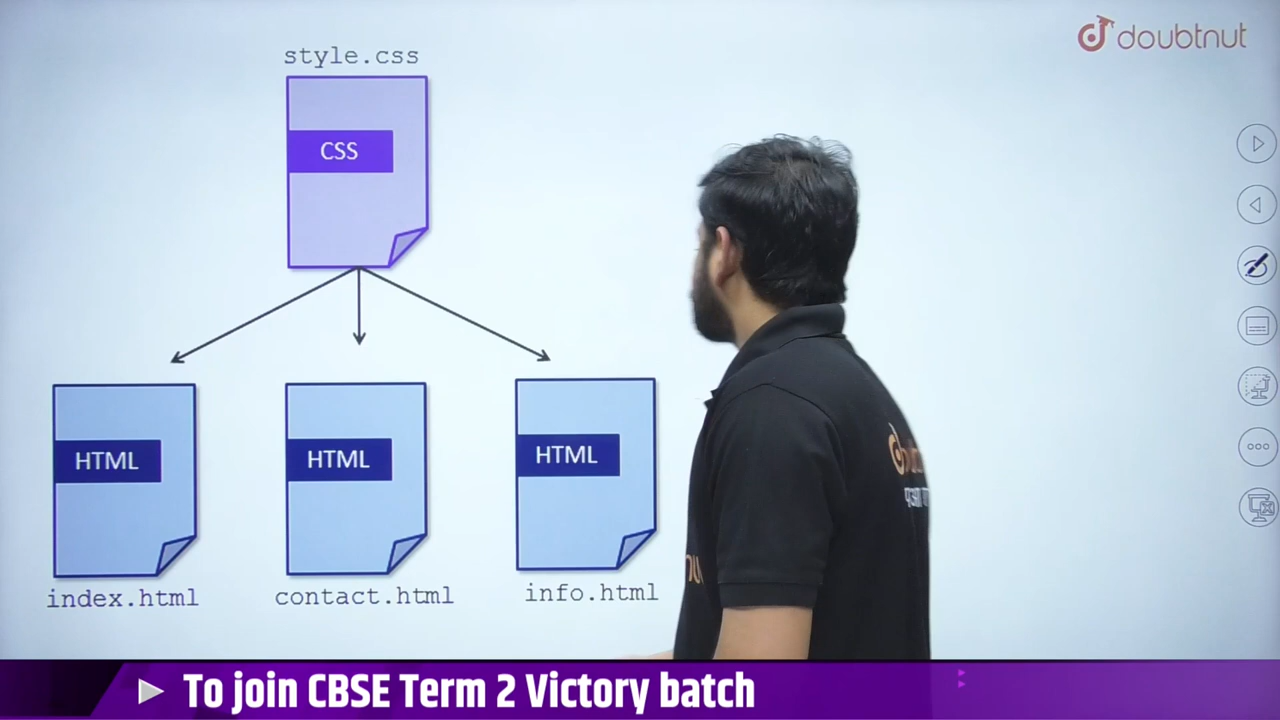 style.css
doubtnut
CSS
HTML
HTML
HTML
index.html
contact.html
info.html
To join CBSE Term 2 Victory batch